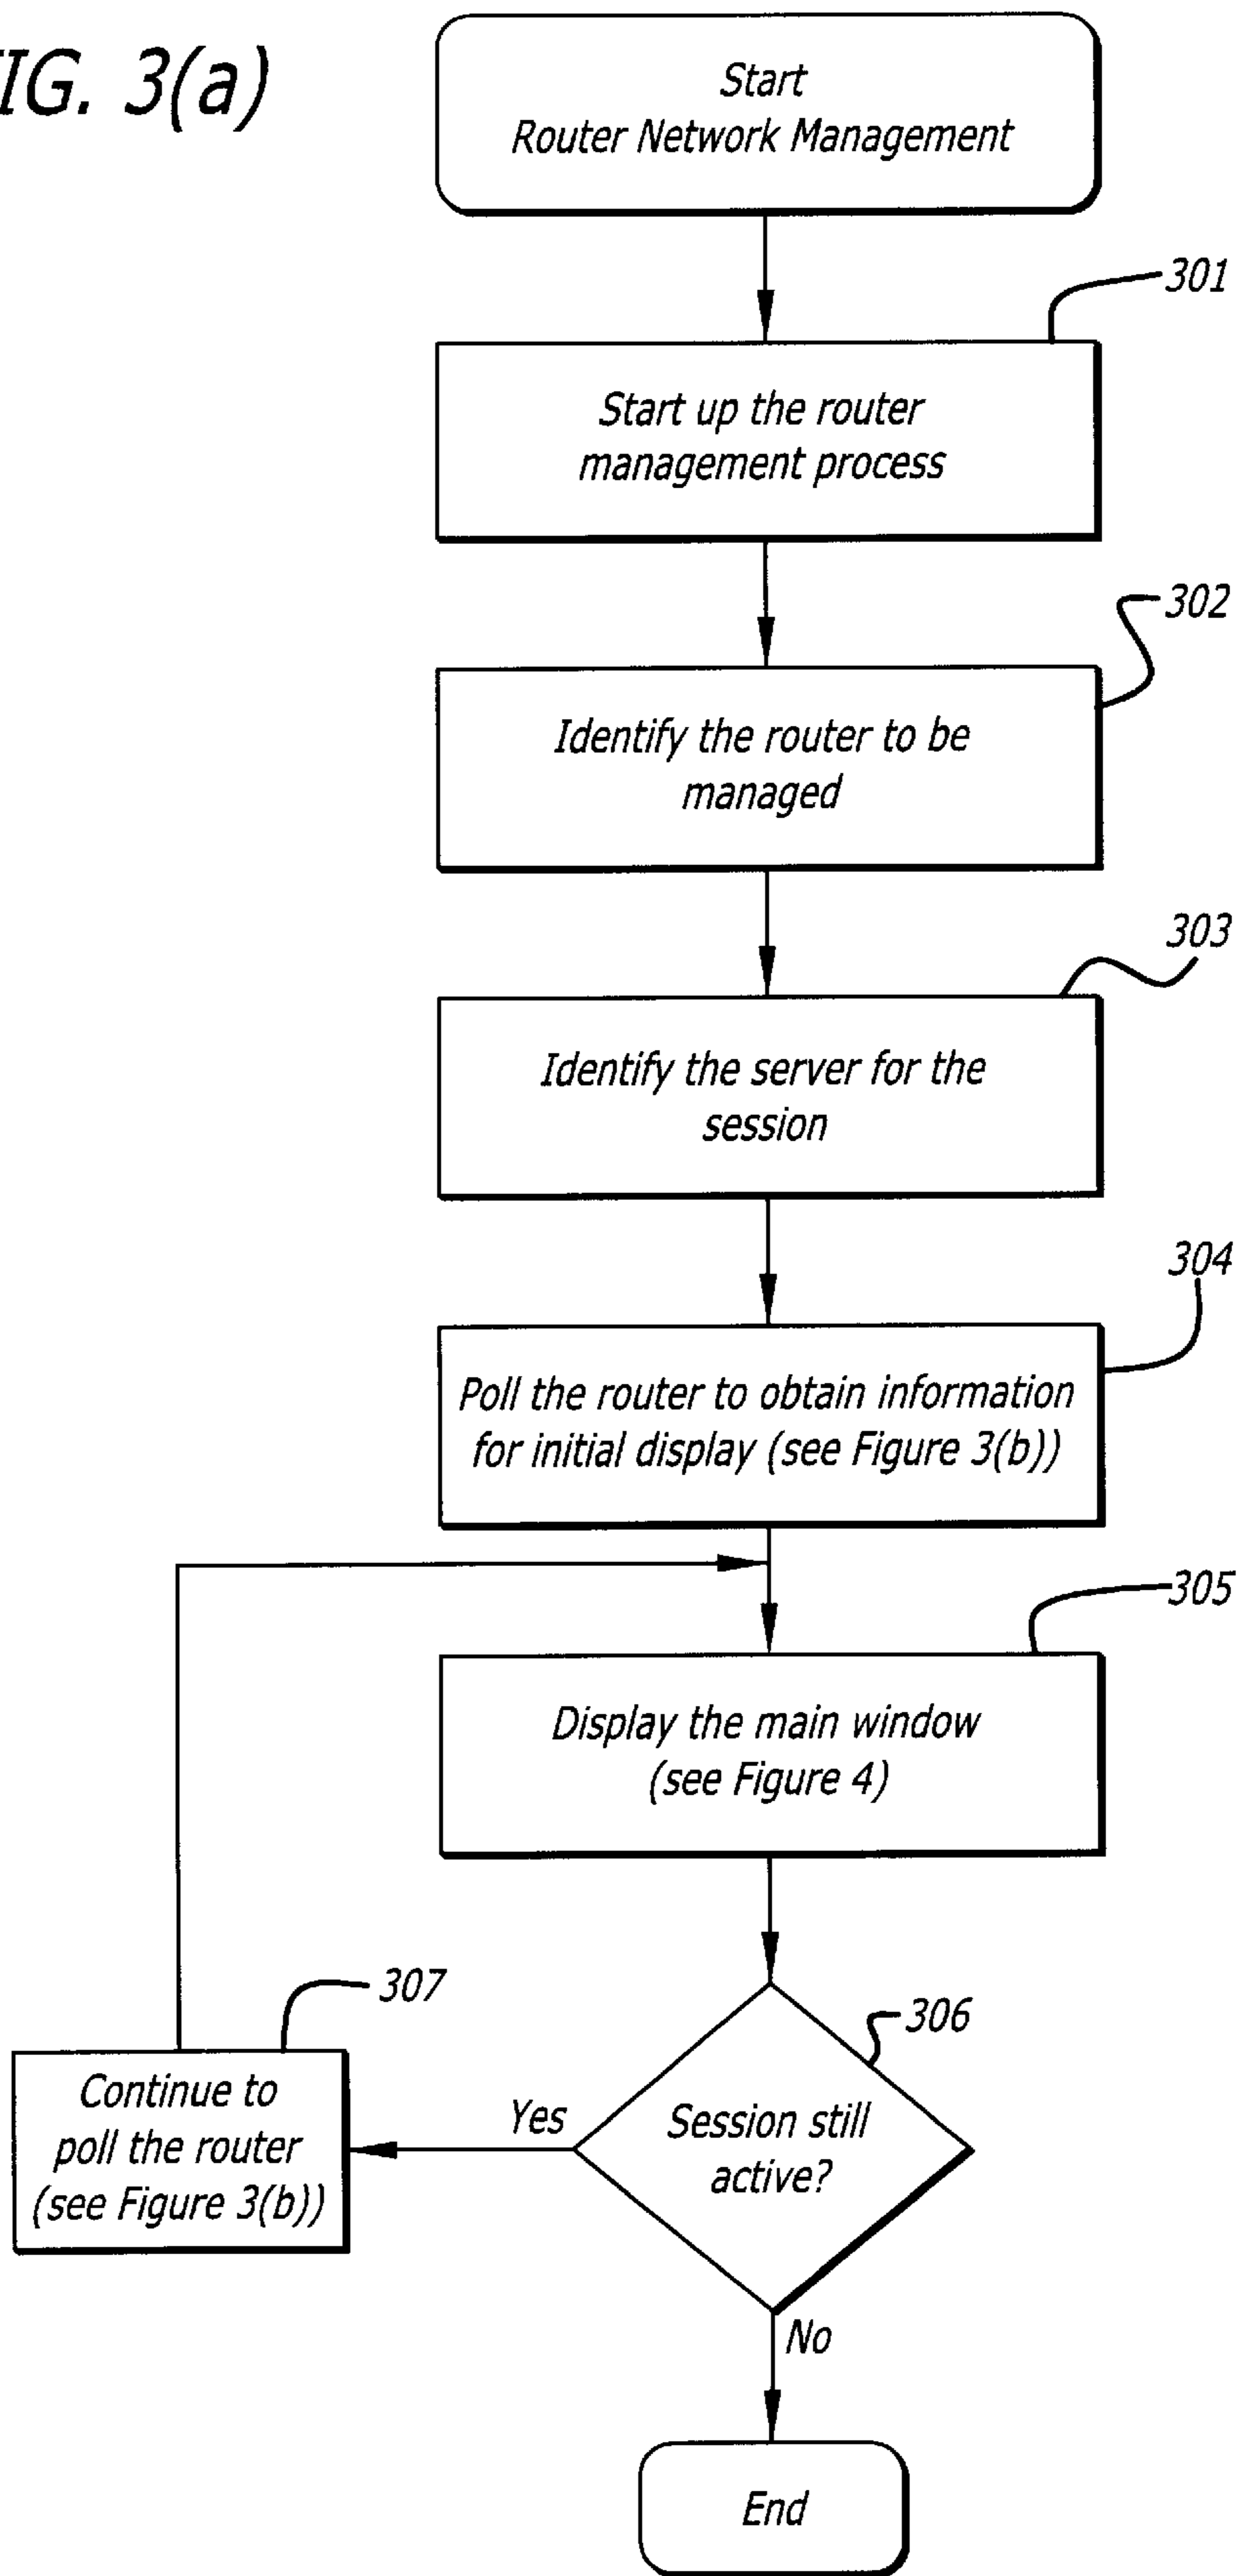 IG. 3(a)
Start
Router Network Management
301
Start up the router
management process
302
Identify the router to be
managed
303
Identify the server for the
session
304
Poll the router to obtain information
for initial display (see Figure 3(b))
305
Display the main window
(see Figure 4)
307
306
Continue to
poll the router
(see Figure 3(b))
Yes
Session still
active?
No
End